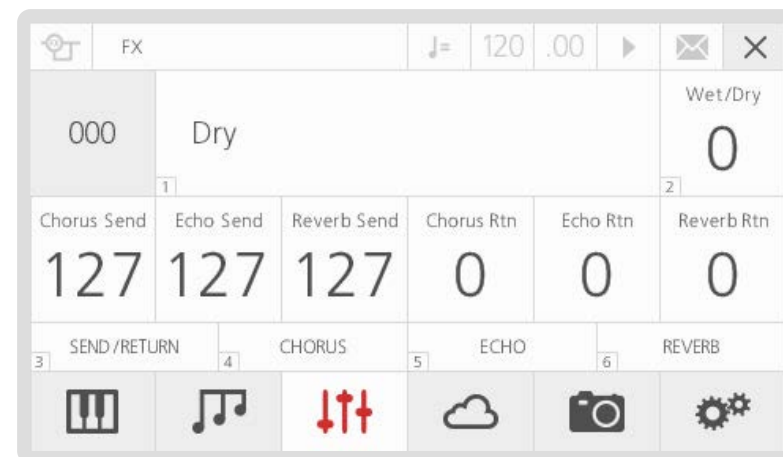 FX 120 .00
Wet/Dry
000 Dry 0
1 2
Chorus Send Echo Send Reverb Send Chorus Rtn Echo Rtn Reverb Rtn
127 127 127 0 0 0
SEND/RETURN CHORUS ECHO REVERB
3 4 5 6